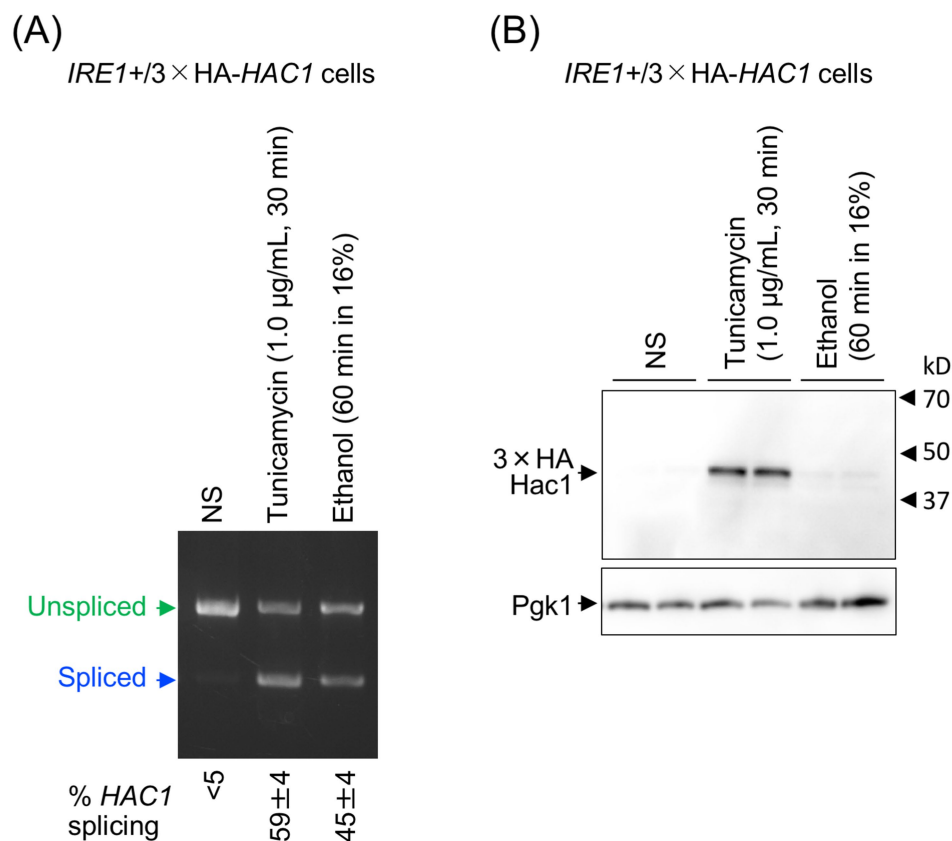 (A)
IRE1+/3×HA-HAC1 cells
NS
Tunicamycin (1.0 μg/mL, 30 min)
Ethanol (60 min in 16%)
Unspliced
Spliced
% HAC1
splicing
<5
59±4
45±4
(B)
IRE1+/3×HA-HAC1 cells
NS
Tunicamycin
(1.0 μg/mL, 30 min)
Ethanol
(60 min in 16%)
kD
70
50
37
3×HA
Hac1
Pgk1